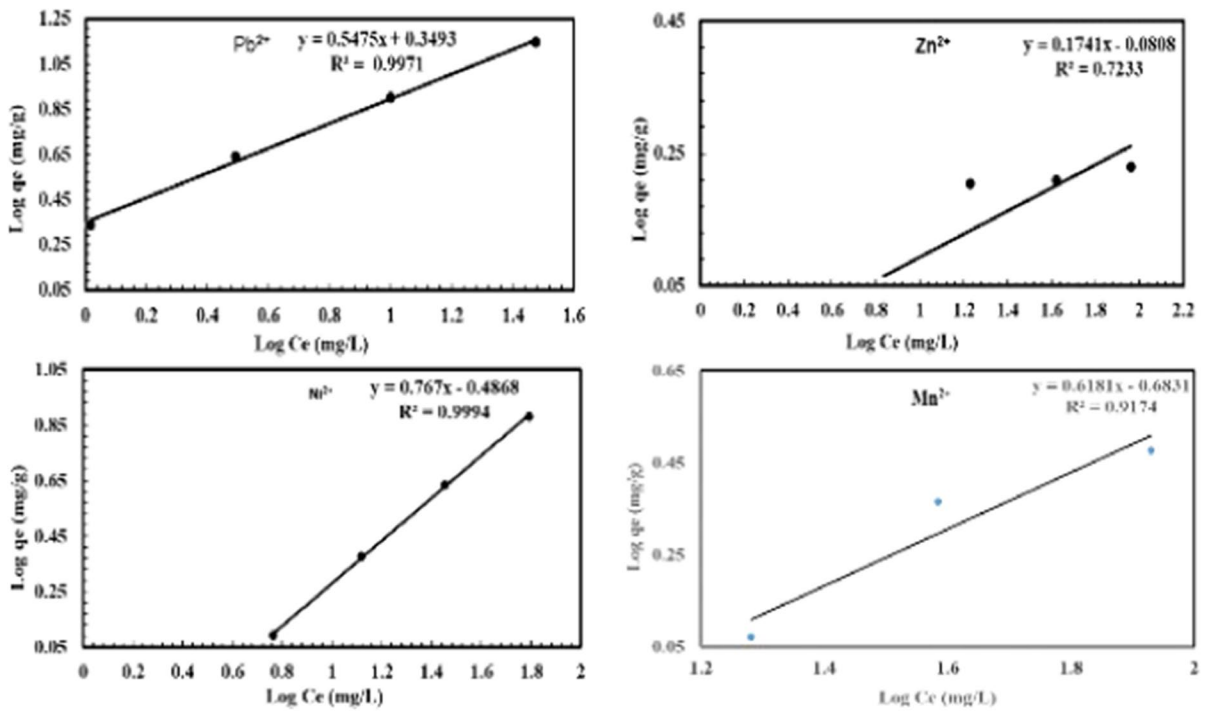 Pb²⁺ y = 0.5475x + 0.3493
R² = 0.9971
1.25
1.05
0.85
0.65
0.45
0.25
0.05
Log qe (mg/g)
0 0.2 0.4 0.6 0.8 1 1.2 1.4 1.6
Log Ce (mg/L)
Zn²⁺ y = 0.1741x - 0.0808
R² = 0.7233
0.45
0.25
0.05
Log qe (mg/g)
0 0.2 0.4 0.6 0.8 1 1.2 1.4 1.6 1.8 2 2.2
Log Ce (mg/L)
Ni²⁺ y = 0.767x - 0.4868
R² = 0.9994
1.05
0.85
0.65
0.45
0.25
0.05
Log qe (mg/g)
0 0.2 0.4 0.6 0.8 1 1.2 1.4 1.6 1.8 2
Log Ce (mg/L)
Mn²⁺ y = 0.6181x - 0.6831
R² = 0.9174
0.65
0.45
0.25
0.05
Log qe (mg/g)
1.2 1.4 1.6 1.8 2
Log Ce (mg/L)